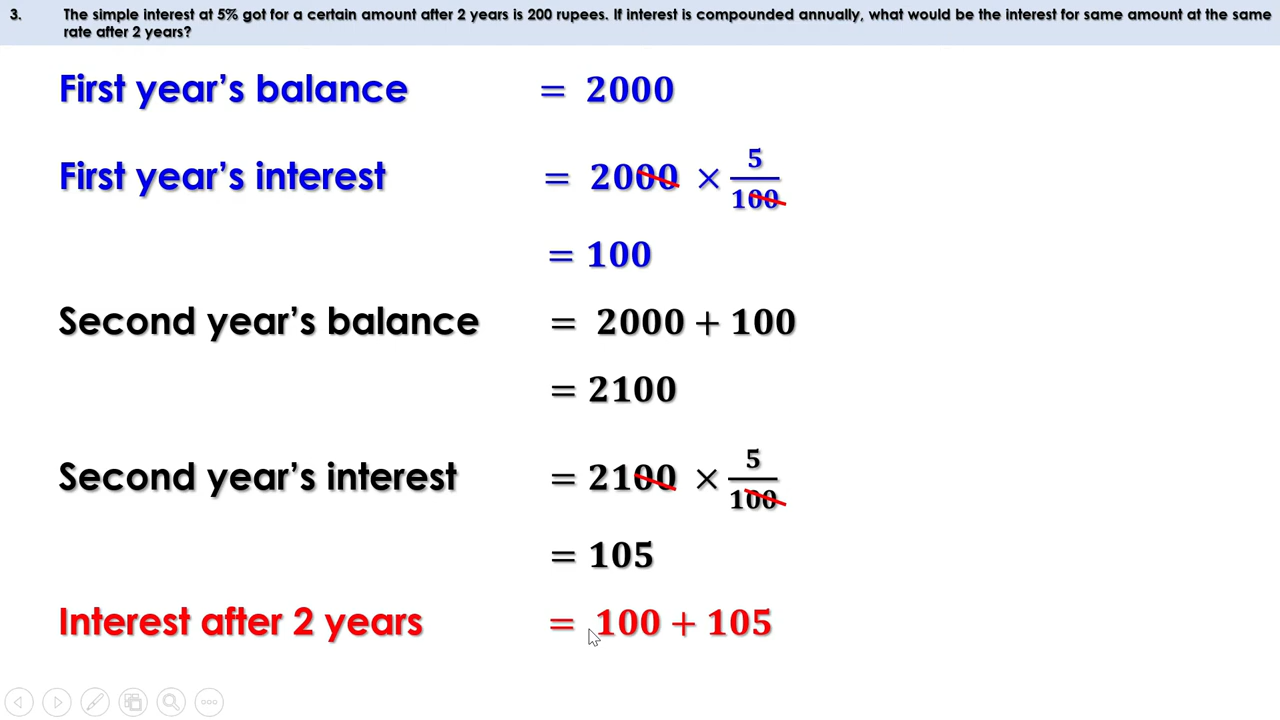 3. The simple interest at 5% got for a certain amount after 2 years is 200 rupees. If interest is compounded annually, what would be the interest for same amount at the same
rate after 2 years?
First year’s balance = 2000
First year’s interest = 2000 × 5/100
= 100
Second year’s balance = 2000 + 100
= 2100
Second year’s interest = 2100 × 5/100
= 105
Interest after 2 years = 100 + 105